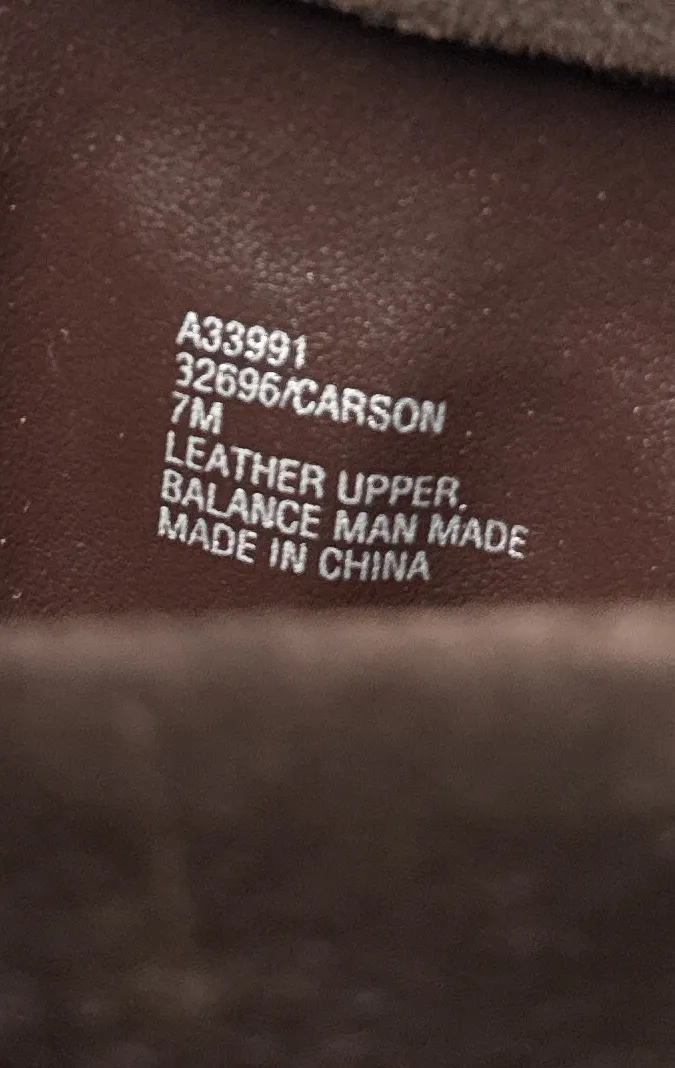 A33991
32696/CARSON
7M
LEATHER UPPER.
BALANCE MAN MADE
MADE IN CHINA